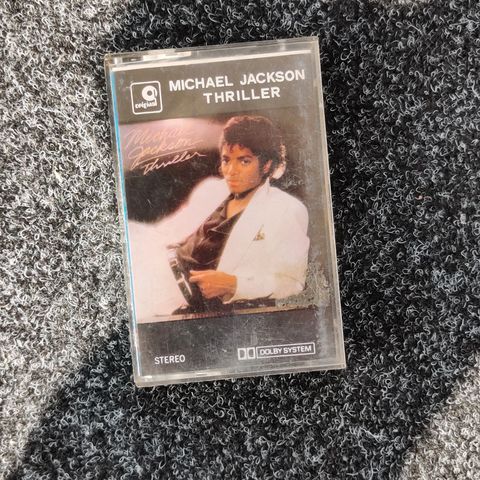 original
MICHAEL JACKSON
THRILLER
Michael
Jackson
Thriller
STEREO
DOLBY SYSTEM